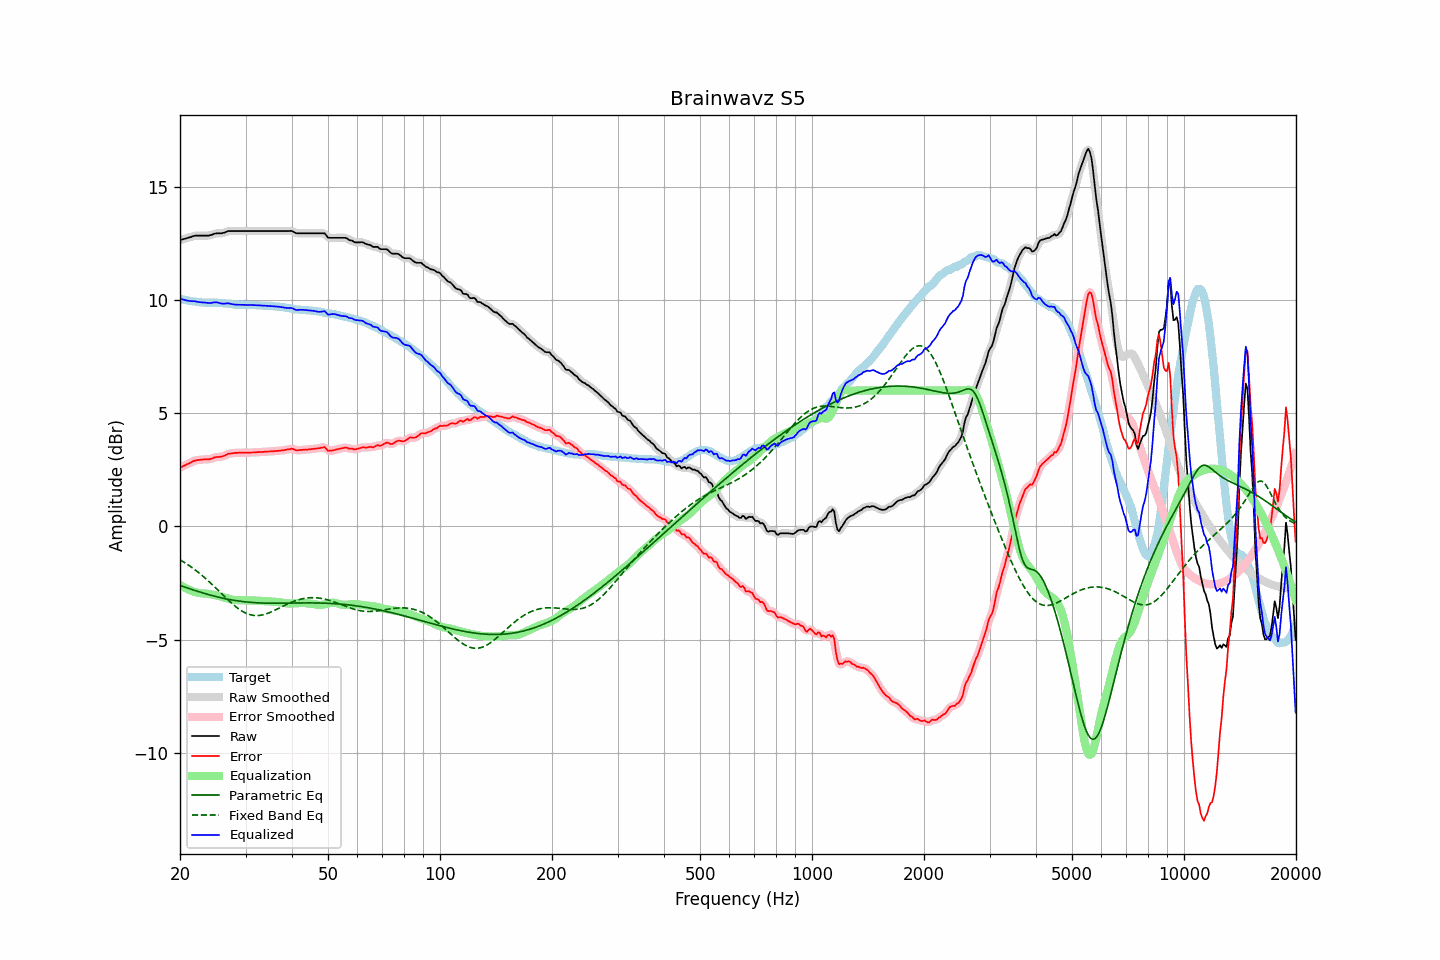 Brainwavz S5
Amplitude (dBr)
15
10
5
0
−5
−10
Target
Raw Smoothed
Error Smoothed
Raw
Error
Equalization
Parametric Eq
Fixed Band Eq
Equalized
20 50 100 200 500 1000 2000 5000 10000 20000
Frequency (Hz)